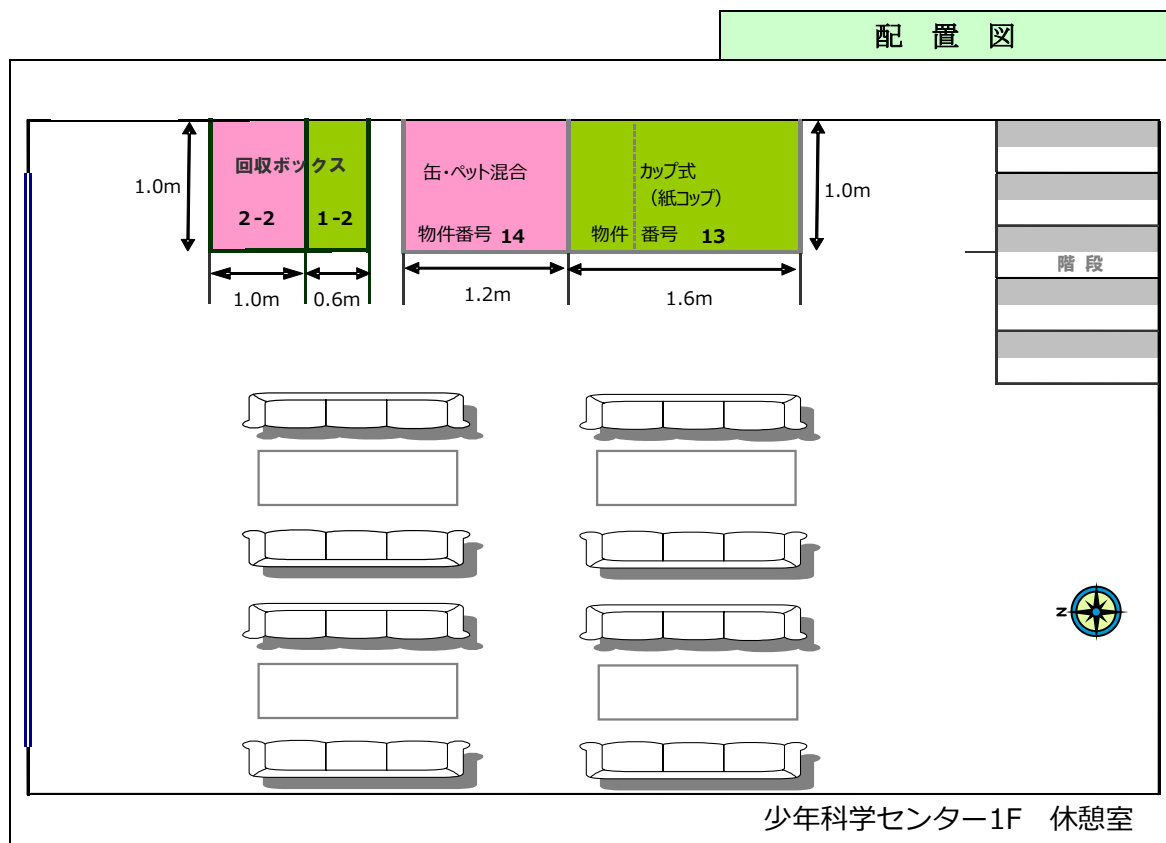 配 置 図
回収ボックス
2-2
1-2
缶・ペット混合
物件番号 14
カップ式
（紙コップ）
物件 番号 13
1.0m
1.0m
1.0m
0.6m
1.2m
1.6m
階 段
N
少年科学センター1F 休憩室